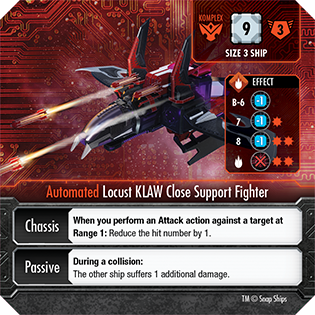 KOMPLEX
9
3
SIZE 3 SHIP
EFFECT
B-6 -1
7 -1
8 -1
Automated Locust KLAW Close Support Fighter
Chassis
When you perform an Attack action against a target at
Range 1: Reduce the hit number by 1.
Passive
During a collision:
The other ship suffers 1 additional damage.
TM © Snap Ships